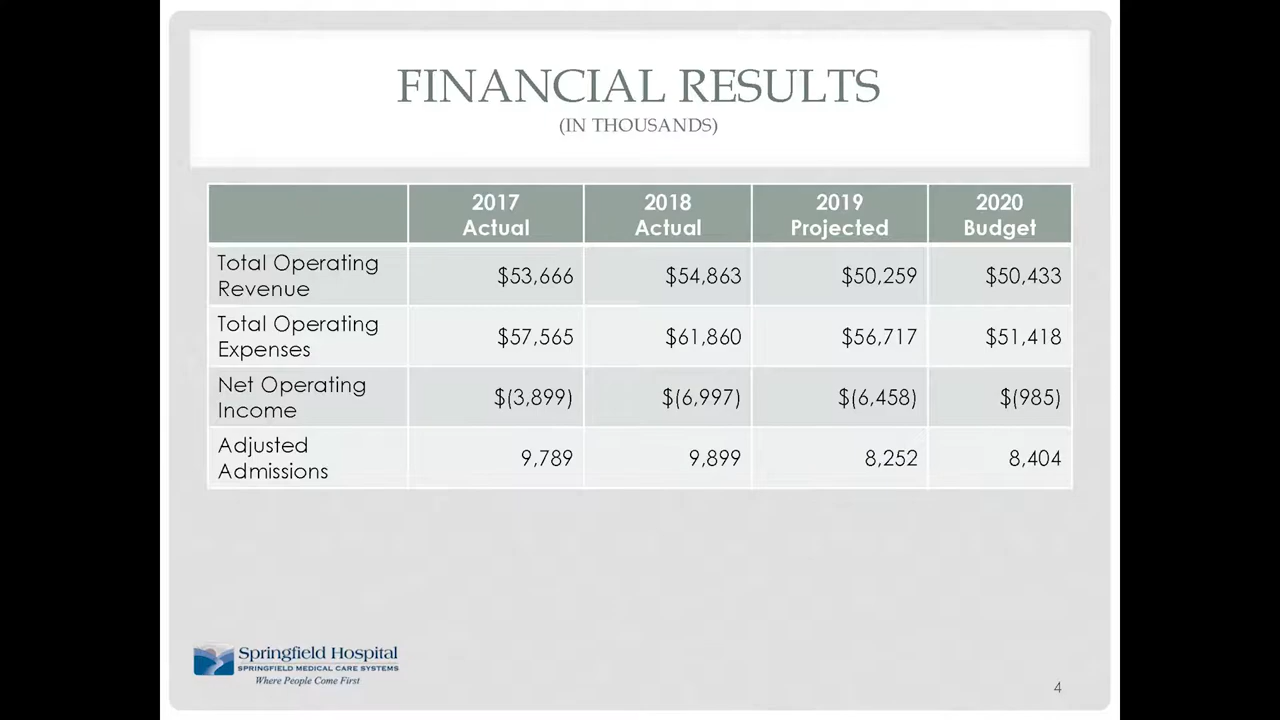 FINANCIAL RESULTS
(IN THOUSANDS)
2017 Actual
2018 Actual
2019 Projected
2020 Budget
Total Operating Revenue
$53,666
$54,863
$50,259
$50,433
Total Operating Expenses
$57,565
$61,860
$56,717
$51,418
Net Operating Income
$(3,899)
$(6,997)
$(6,458)
$(985)
Adjusted Admissions
9,789
9,899
8,252
8,404
Springfield Hospital
SPRINGFIELD MEDICAL CARE SYSTEMS
Where People Come First
4